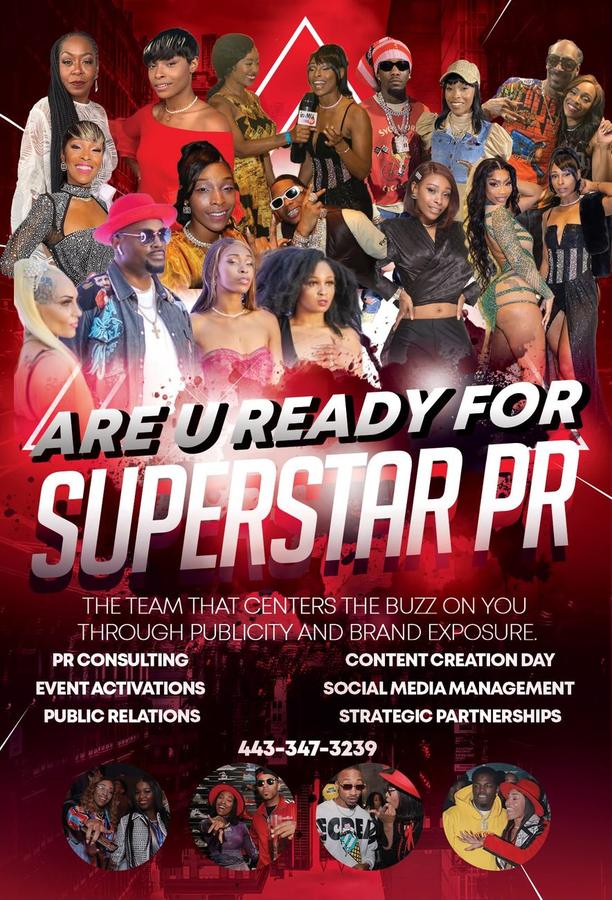 ARE U READY FOR
SUPERSTAR PR
THE TEAM THAT CENTERS THE BUZZ ON YOU
THROUGH PUBLICITY AND BRAND EXPOSURE.
PR CONSULTING
EVENT ACTIVATIONS
PUBLIC RELATIONS
CONTENT CREATION DAY
SOCIAL MEDIA MANAGEMENT
STRATEGIC PARTNERSHIPS
443-347-3239